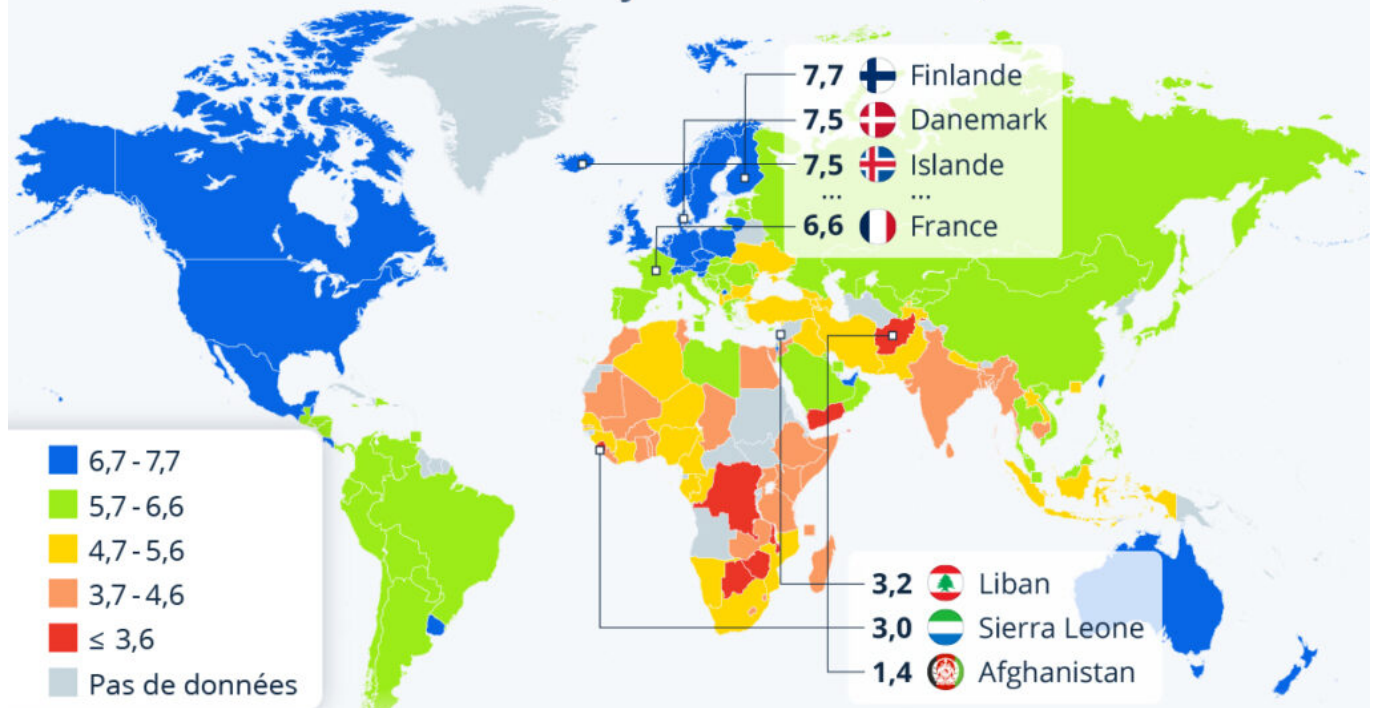 7,7 Finlande
7,5 Danemark
7,5 Islande
... ...
6,6 France
6,7 - 7,7
5,7 - 6,6
4,7 - 5,6
3,7 - 4,6
≤ 3,6
Pas de données
3,2 Liban
3,0 Sierra Leone
1,4 Afghanistan